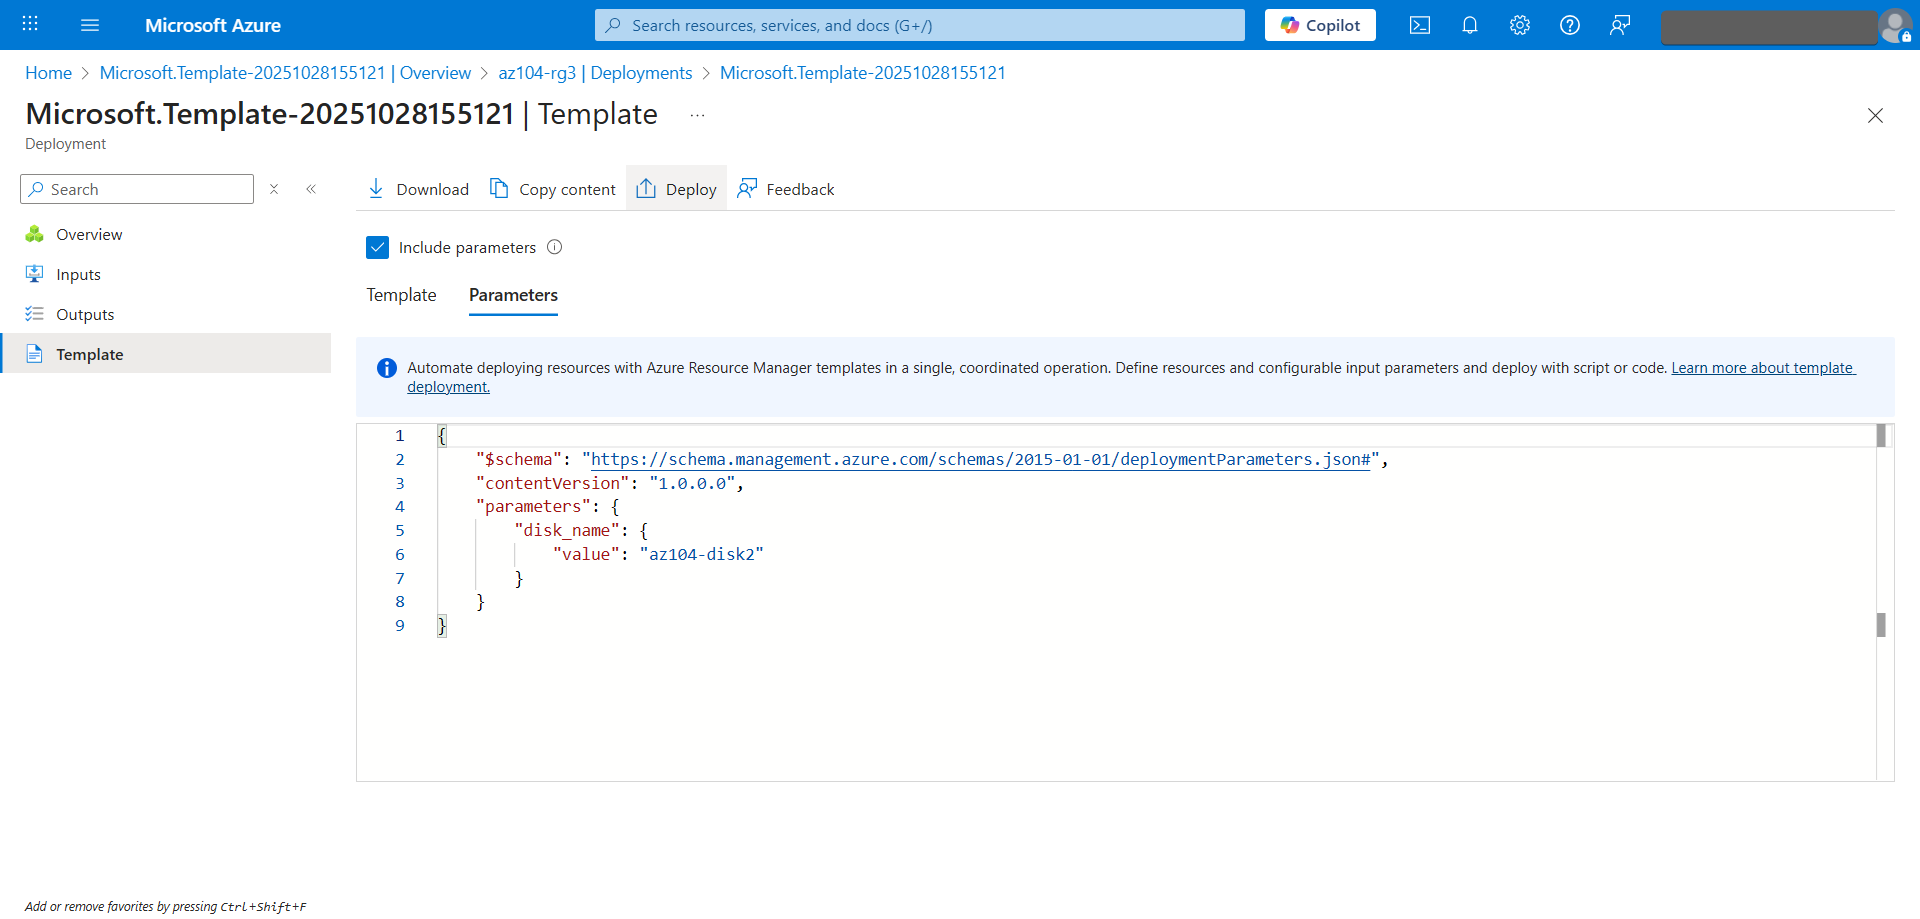 Microsoft Azure
Search resources, services, and docs (G+/)
Copilot
Home > Microsoft.Template-20251028155121 | Overview > az104-rg3 | Deployments > Microsoft.Template-20251028155121
Microsoft.Template-20251028155121 | Template ...
Deployment
Search
Download Copy content Deploy Feedback
Overview
Inputs
Outputs
Template
Include parameters
Template Parameters
Automate deploying resources with Azure Resource Manager templates in a single, coordinated operation. Define resources and configurable input parameters and deploy with script or code. Learn more about template
deployment.
1 {
2 "$schema": "https://schema.management.azure.com/schemas/2015-01-01/deploymentParameters.json#",
3 "contentVersion": "1.0.0.0",
4 "parameters": {
5 "disk_name": {
6 "value": "az104-disk2"
7 }
8 }
9 }
Add or remove favorites by pressing Ctrl+Shift+F